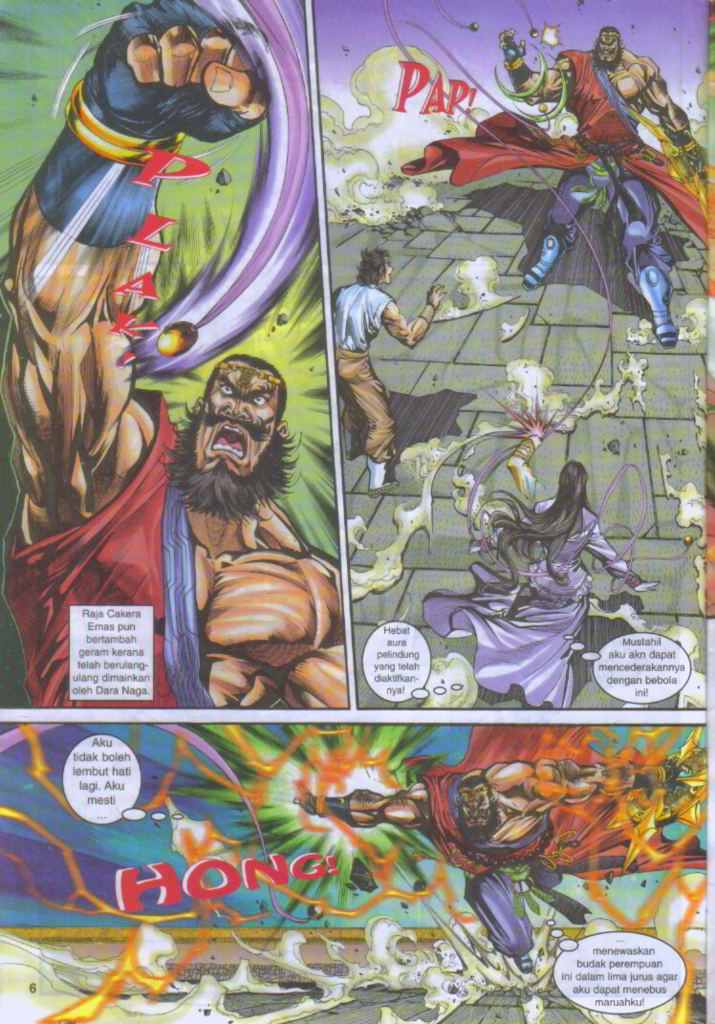 PLAK!
Raja Cakera
Emas pun
bertambah
geram kerana
telah berulang-
ulang dimainkan
oleh Dara Naga.
PAP!
Hebat
aura
pelindung
yang telah
diaktifkan-
nya!
Mustahil
aku akn dapat
mencederakannya
dengan bebola
ini!
Aku
tidak boleh
lembut hati
lagi. Aku
mesti
...
HONG!
...
menewaskan
budak perempuan
ini dalam lima jurus agar
aku dapat menebus
maruahku!
6